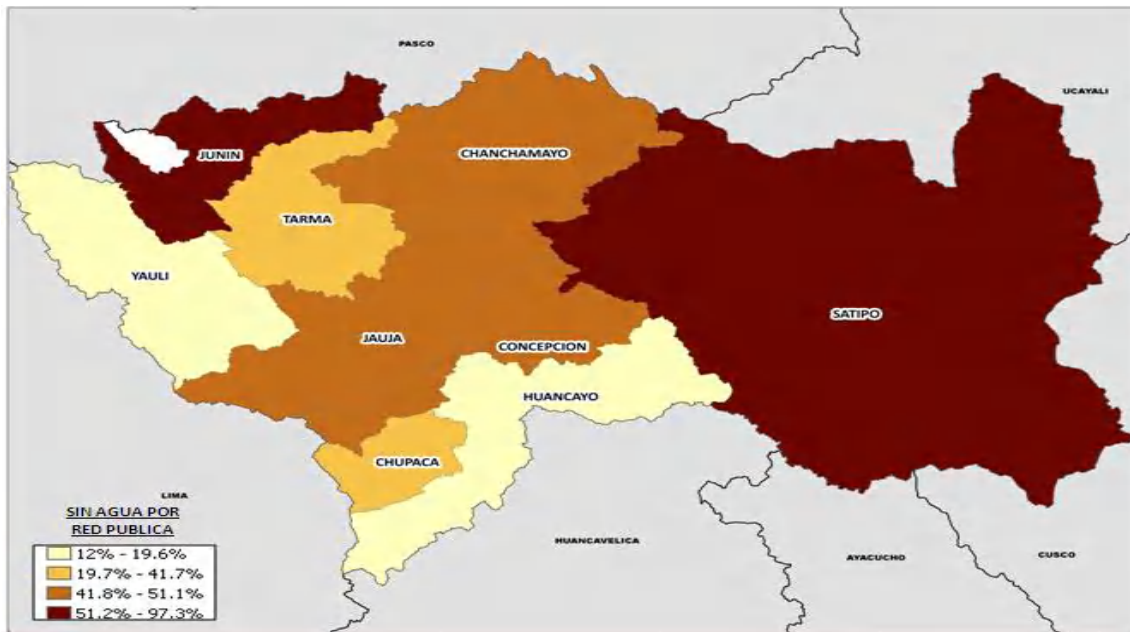 PASCO
UCAYALI
JUNIN
CHANCHAMAYO
TARMA
YAULI
SATIPO
JAUJA
CONCEPCION
HUANCAYO
CHUPACA
LIMA
HUANCAVELICA
AYACUCHO
CUSCO
SIN AGUA POR
RED PUBLICA
12% - 19.6%
19.7% - 41.7%
41.8% - 51.1%
51.2% - 97.3%